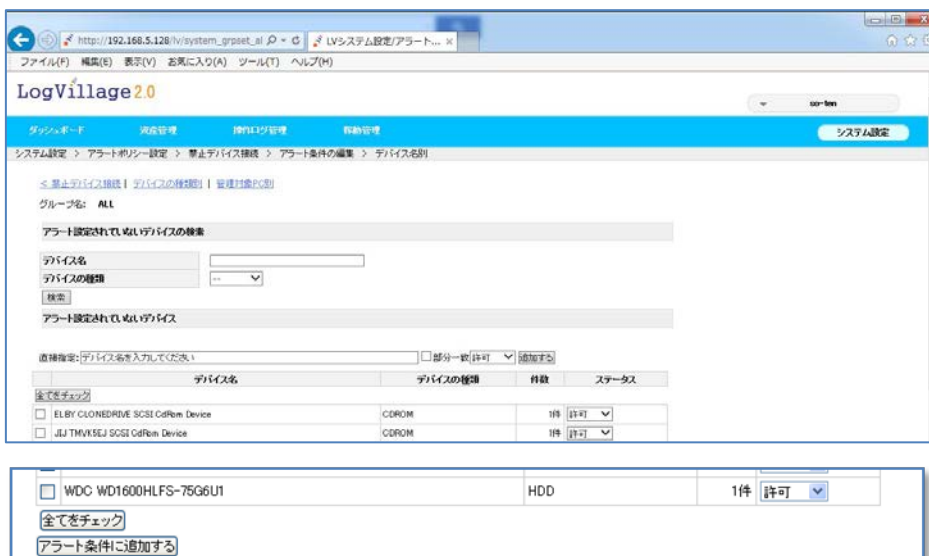 http://192.168.5.128/lv/system_grpset_al
LVシステム設定/アラート... ×
ファイル(F) 編集(E) 表示(V) お気に入り(A) ツール(T) ヘルプ(H)
LogVillage 2.0
so-ten
ダッシュボード 資産管理 操作ログ管理 移動管理 システム設定
システム設定 > アラートポリシー設定 > 禁止デバイス接続 > アラート条件の編集 > デバイス名別
< 禁止デバイス接続 | デバイスの種類別 | 管理対象PC別
グループ名: ALL
アラート設定されていないデバイスの検索
デバイス名
デバイスの種類 --
検索
アラート設定されていないデバイス
直接指定: デバイス名を入力してください 部分一致 許可 追加する
デバイス名 デバイスの種類 件数 ステータス
全てをチェック
ELBY CLONEDRIVE SCSI CdRom Device CDROM 1件 許可
JIJ TMVK5EJ SCSI CdRom Device CDROM 1件 許可
WDC WD1600HLFS-75G6U1 HDD 1件 許可
全てをチェック
アラート条件に追加する